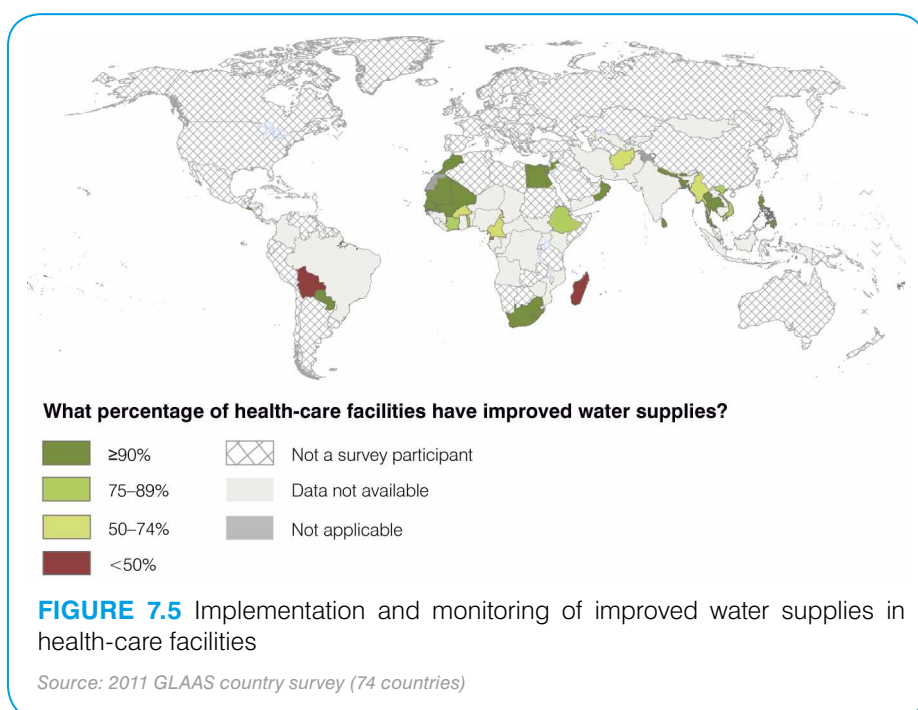 What percentage of health-care facilities have improved water supplies?
≥90%
75–89%
50–74%
<50%
Not a survey participant
Data not available
Not applicable
FIGURE 7.5 Implementation and monitoring of improved water supplies in
health-care facilities
Source: 2011 GLAAS country survey (74 countries)